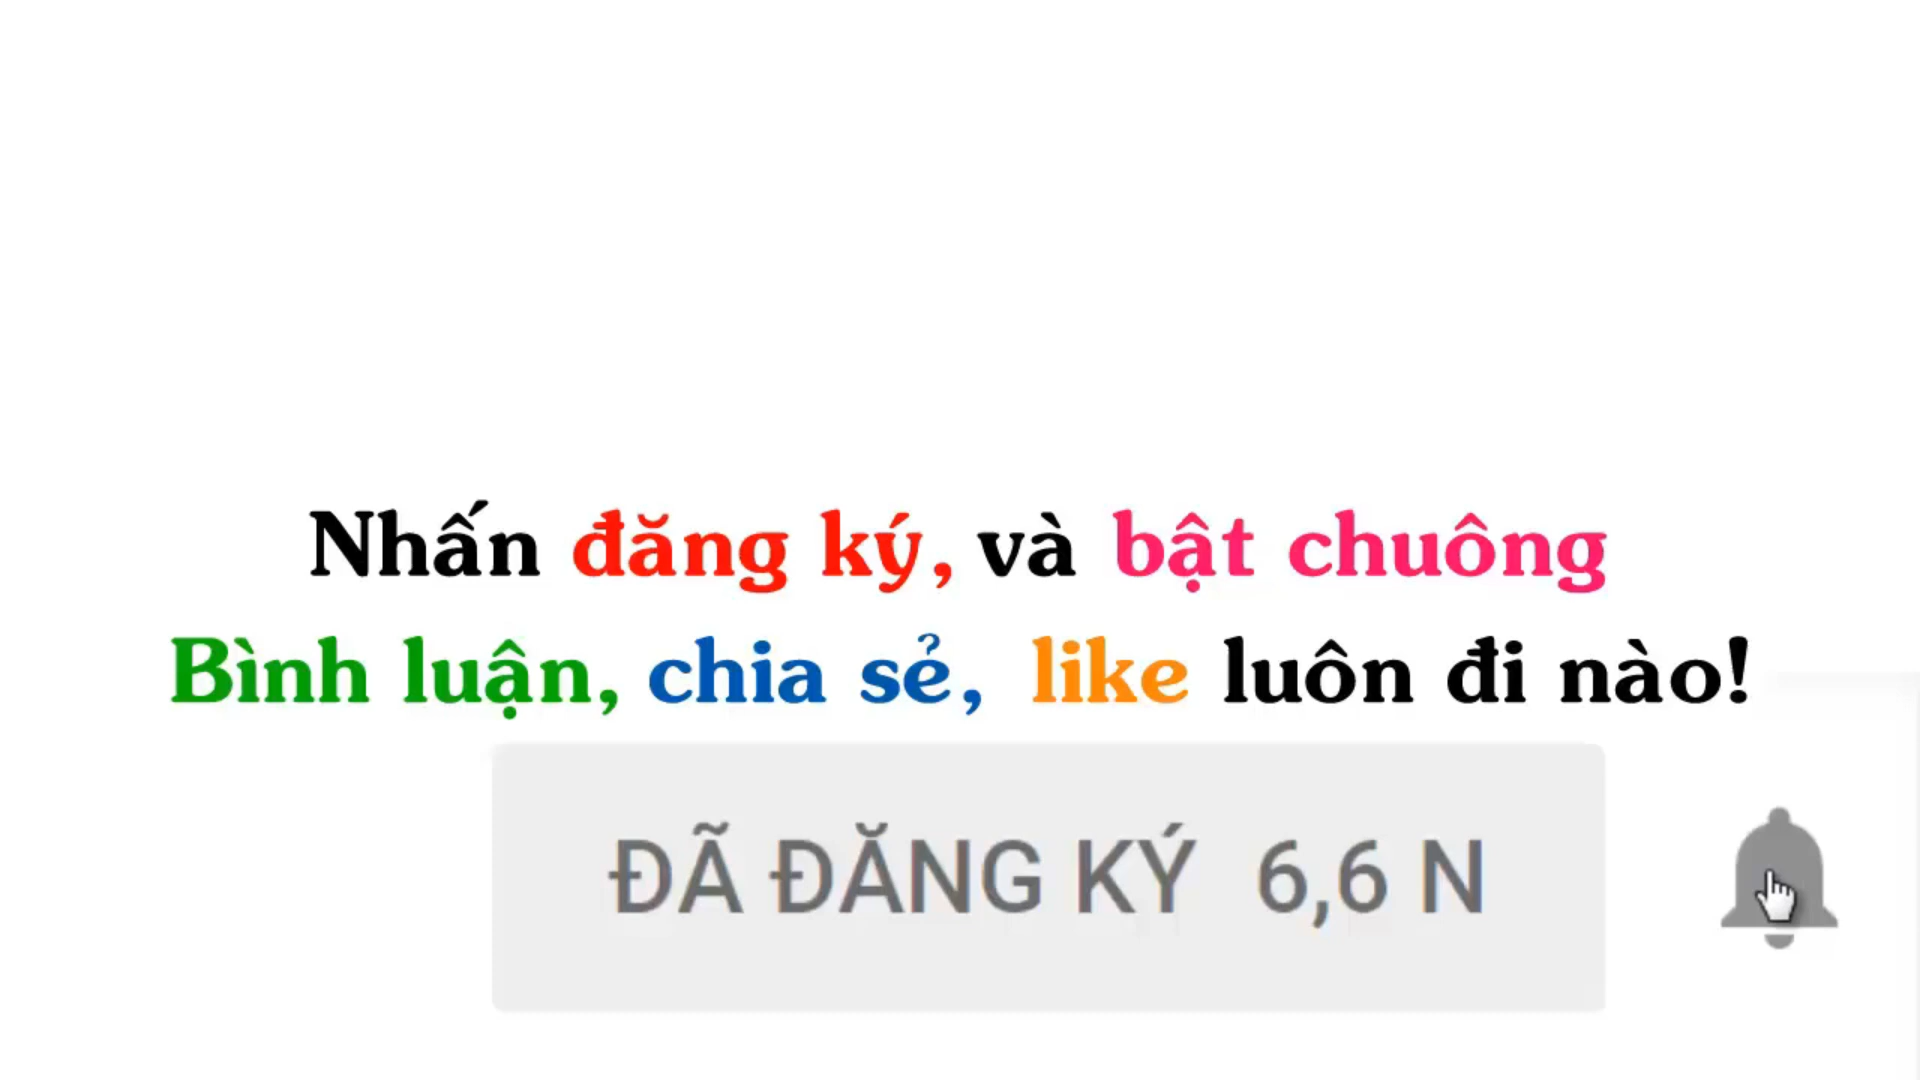 Nhấn đăng ký, và bật chuông
Bình luận, chia sẻ, like luôn đi nào!
ĐÃ ĐĂNG KÝ 6,6 N